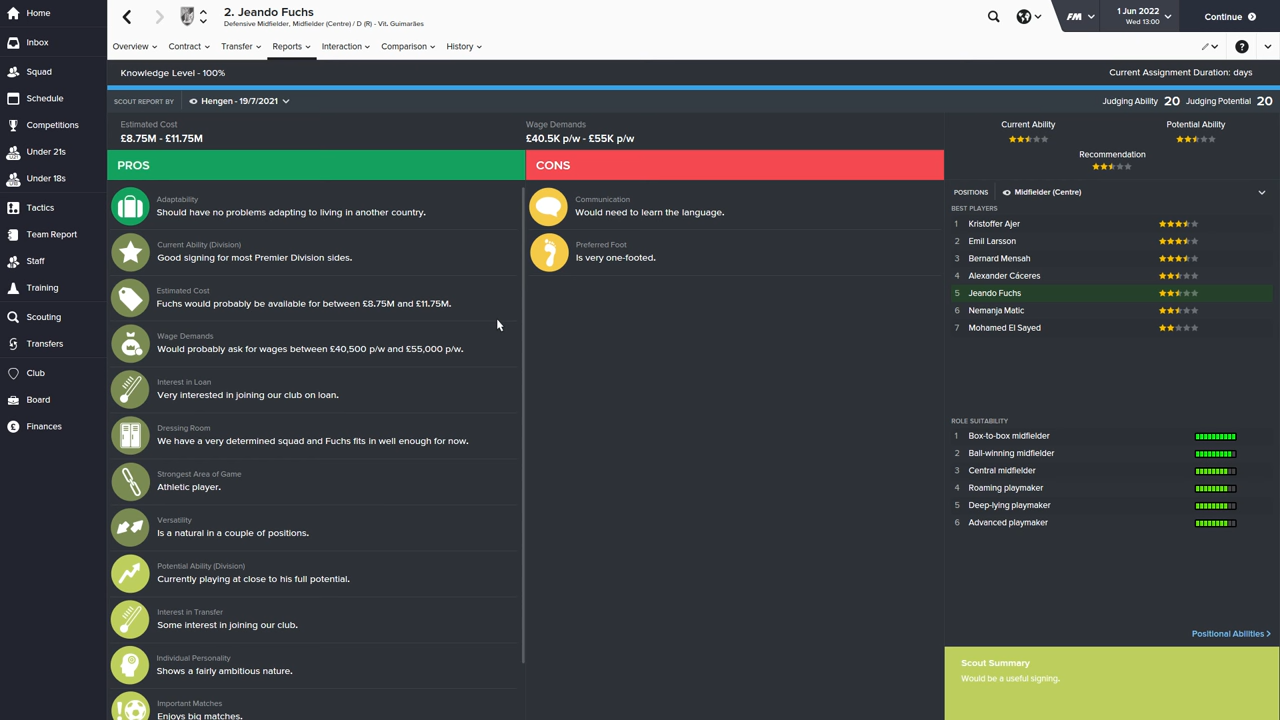 Home
Inbox
Squad
Schedule
Competitions
Under 21s
Under 18s
Tactics
Team Report
Staff
Training
Scouting
Transfers
Club
Board
Finances
2. Jeando Fuchs
Defensive Midfielder, Midfielder (Centre) / D (R) - Vit. Guimarães
FM
1 Jun 2022
Wed 13:00
Continue
Overview
Contract
Transfer
Reports
Interaction
Comparison
History
?
Knowledge Level - 100%
Current Assignment Duration: days
SCOUT REPORT BY
Hengen - 19/7/2021
Judging Ability 20 Judging Potential 20
Estimated Cost
£8.75M - £11.75M
Wage Demands
£40.5K p/w - £55K p/w
PROS
Adaptability
Should have no problems adapting to living in another country.
Current Ability (Division)
Good signing for most Premier Division sides.
Estimated Cost
Fuchs would probably be available for between £8.75M and £11.75M.
Wage Demands
Would probably ask for wages between £40,500 p/w and £55,000 p/w.
Interest in Loan
Very interested in joining our club on loan.
Dressing Room
We have a very determined squad and Fuchs fits in well enough for now.
Strongest Area of Game
Athletic player.
Versatility
Is a natural in a couple of positions.
Potential Ability (Division)
Currently playing at close to his full potential.
Interest in Transfer
Some interest in joining our club.
Individual Personality
Shows a fairly ambitious nature.
Important Matches
Enjoys big matches.
CONS
Communication
Would need to learn the language.
Preferred Foot
Is very one-footed.
Current Ability
Potential Ability
Recommendation
POSITIONS
Midfielder (Centre)
BEST PLAYERS
1 Kristoffer Ajer
2 Emil Larsson
3 Bernard Mensah
4 Alexander Cáceres
5 Jeando Fuchs
6 Nemanja Matic
7 Mohamed El Sayed
ROLE SUITABILITY
1 Box-to-box midfielder
2 Ball-winning midfielder
3 Central midfielder
4 Roaming playmaker
5 Deep-lying playmaker
6 Advanced playmaker
Positional Abilities >
Scout Summary
Would be a useful signing.